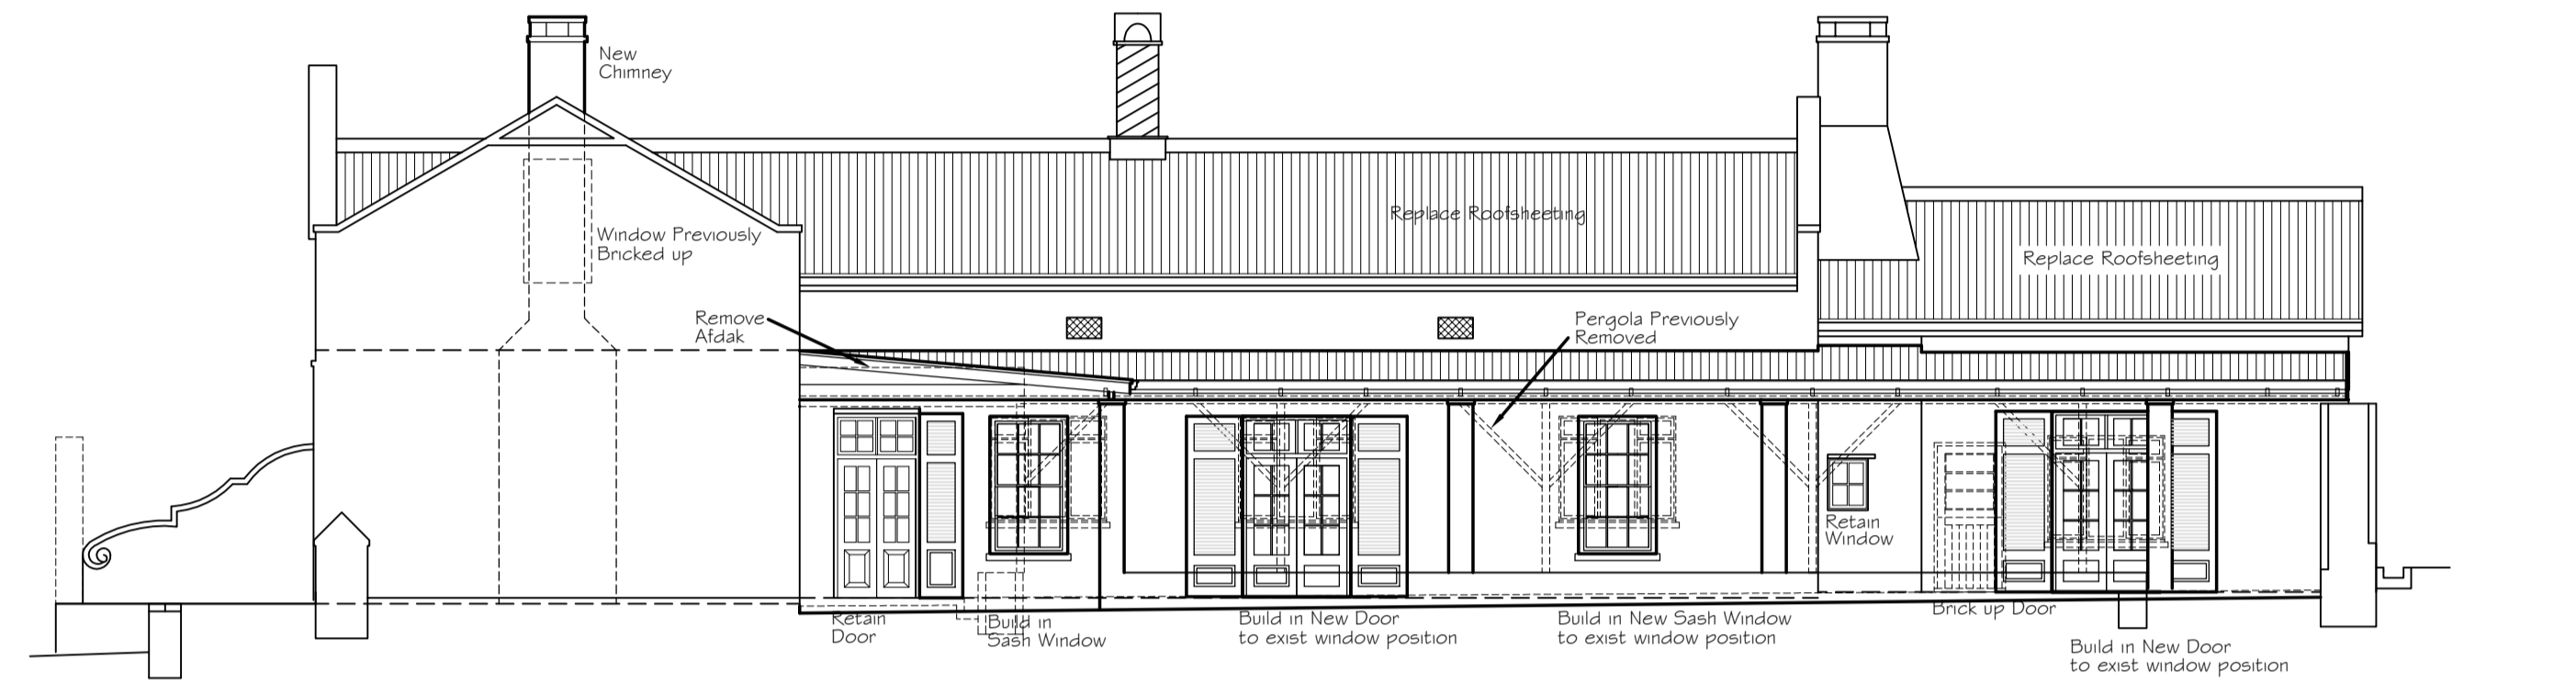 New
Chimney
Replace Roofsheeting
Window Previously
Bricked up
Replace Roofsheeting
Remove
Afdak
Pergola Previously
Removed
Retain
Window
Retain
Door
Build in
Sash Window
Build in New Door
to exist window position
Build in New Sash Window
to exist window position
Brick up Door
Build in New Door
to exist window position